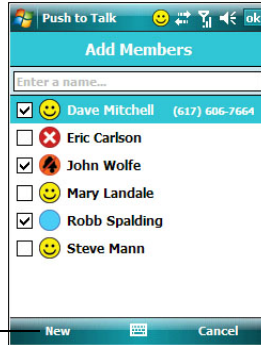 Push to Talk ok
Add Members
Enter a name...
Dave Mitchell (617) 606-7664
Eric Carlson
John Wolfe
Mary Landale
Robb Spalding
Steve Mann
New Cancel